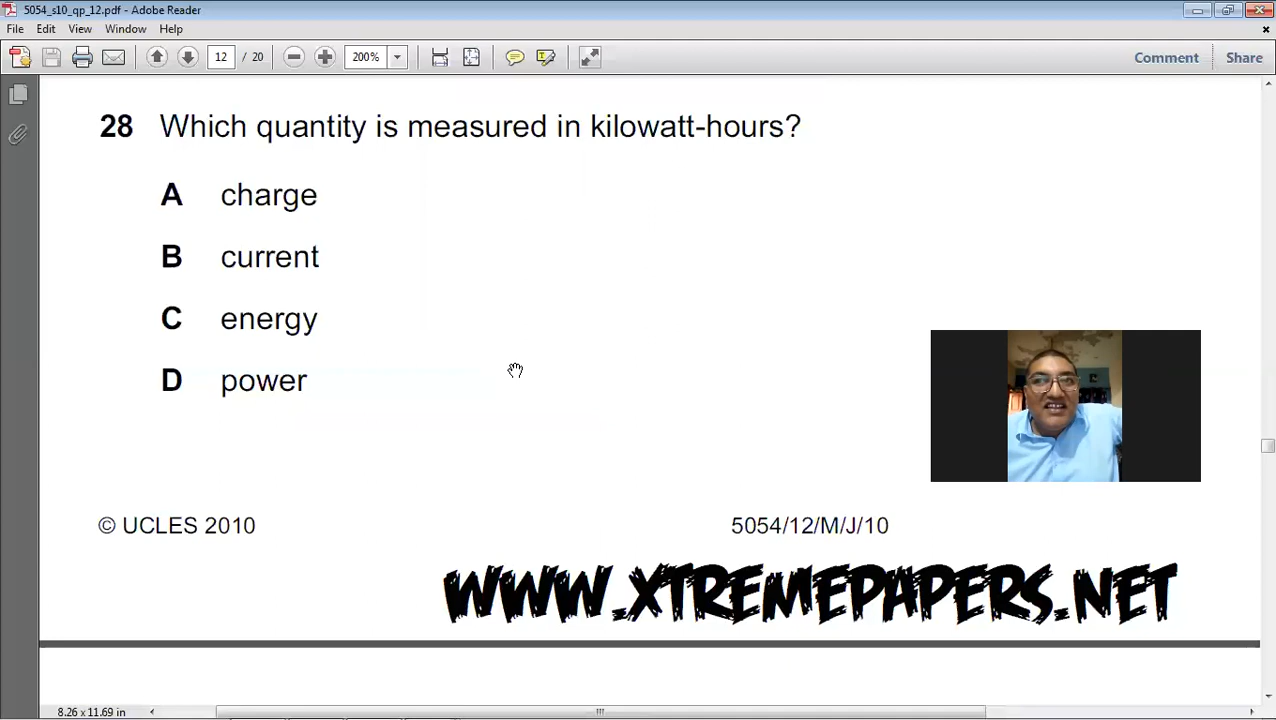 5054_s10_qp_12.pdf - Adobe Reader
File Edit View Window Help
12 / 20 200% Comment Share
28 Which quantity is measured in kilowatt-hours?
A charge
B current
C energy
D power
© UCLES 2010 5054/12/M/J/10
WWW.XTREMEPAPERS.NET
8.26 x 11.69 in